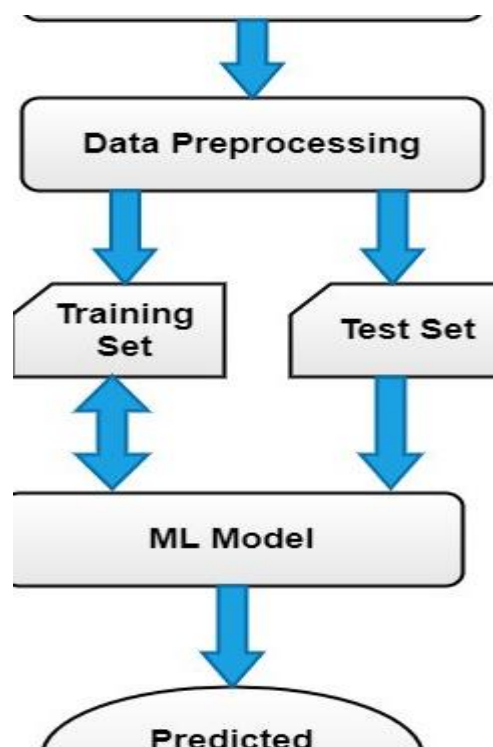 Data Preprocessing
Training
Set
Test Set
ML Model
Predicted